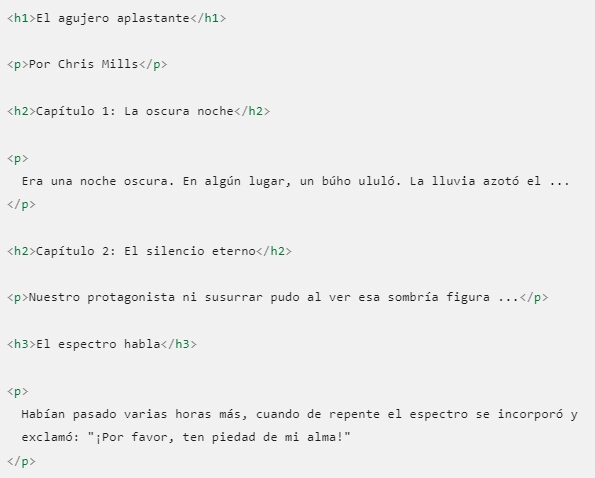 <h1>El agujero aplastante</h1>
<p>Por Chris Mills</p>
<h2>Capítulo 1: La oscura noche</h2>
<p>
Era una noche oscura. En algún lugar, un búho ululó. La lluvia azotó el ...
</p>
<h2>Capítulo 2: El silencio eterno</h2>
<p>Nuestro protagonista ni susurrar pudo al ver esa sombría figura ...</p>
<h3>El espectro habla</h3>
<p>
Habían pasado varias horas más, cuando de repente el espectro se incorporó y
exclamó: "¡Por favor, ten piedad de mi alma!"
</p>